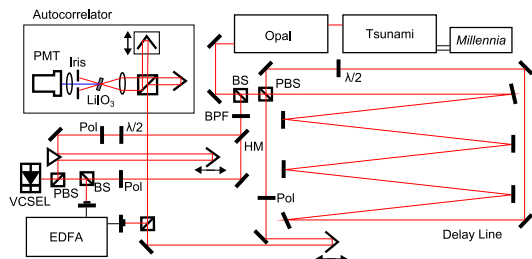 Autocorrelator
PMT
Iris
LiIO3
Opal
Tsunami
Millennia
BS
PBS
λ/2
BPF
Pol
λ/2
HM
PBS
BS
Pol
Pol
VCSEL
EDFA
Delay Line